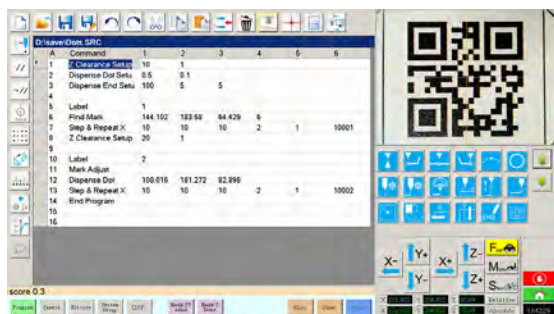 D:\save\Dom.SRC
A Command 1 2 3 4 5 6
1 Z Clearance Setup 10 1
2 Dispense Dot Setu 0.5 0.1
3 Dispense End Setu 100 5 5
4
5 Label 1
6 Find Mark 144.102 183.68 64.429 6
7 Step & Repeat X 10 10 10 2 1 10001
8 Z Clearance Setup 20 1
9
10 Label 2
11 Mark Adjust
12 Dispense Dot 100.016 181.272 82.896
13 Step & Repeat X 10 10 10 2 1 10002
14 End Program
15
16
X- Y+ X+ Z- F...
Y- Z+ M...
S...
score 0.3
Program
Relative
Absolute